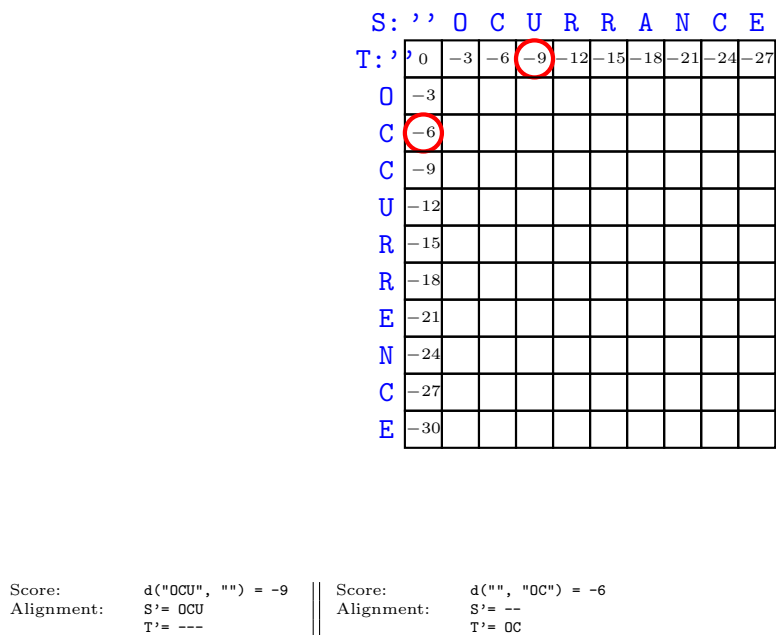 S: '' O C U R R A N C E
T:'' 0 −3 −6 −9 −12 −15 −18 −21 −24 −27
O −3
C −6
C −9
U −12
R −15
R −18
E −21
N −24
C −27
E −30
Score: d("OCU", "") = -9 Score: d("", "OC") = -6
Alignment: S'= OCU Alignment: S'= --
T'= --- T'= OC